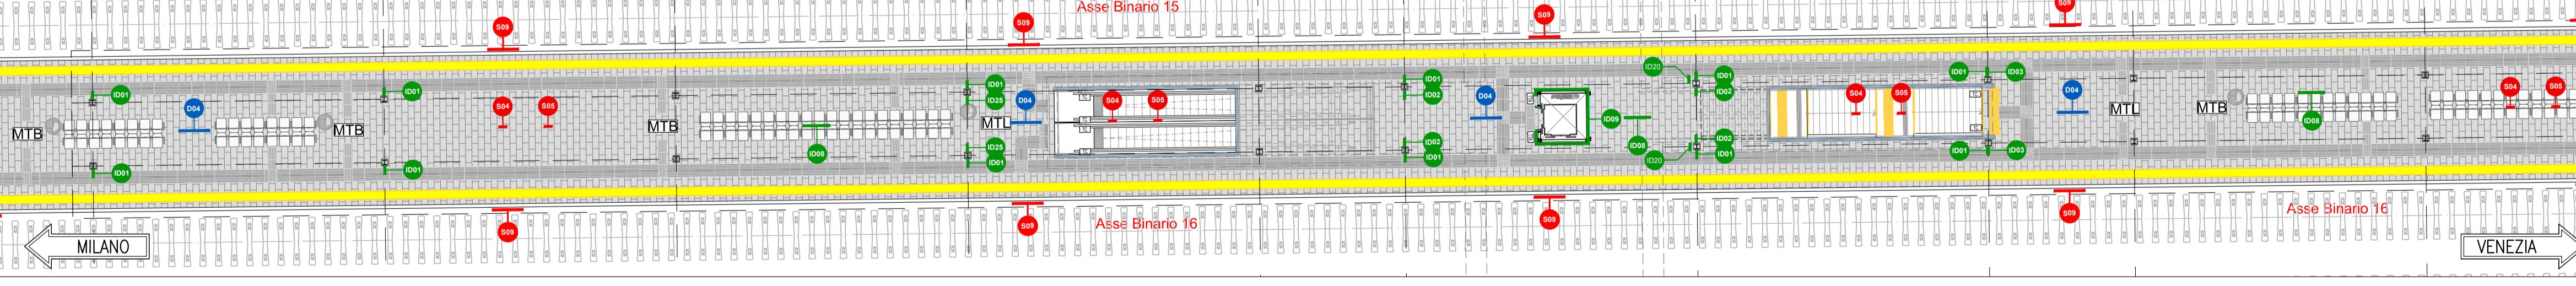 Asse Binario 15
S09 S09 S09 S09
ID20
ID01 ID01 ID01 ID01 ID01 ID01 ID03
ID25 ID02 ID02
D04 S04 S05 D04 S04 S05 D04 S04 S05 D04 S04 S05
MTB MTB MTB MTL ID09 MTL MTB ID08
ID08 ID25 ID02 ID08 ID02
ID01 ID01 ID01 ID01 ID20 ID01 ID01 ID03
S09 S09 S09 S09
Asse Binario 16 Asse Binario 16
MILANO VENEZIA